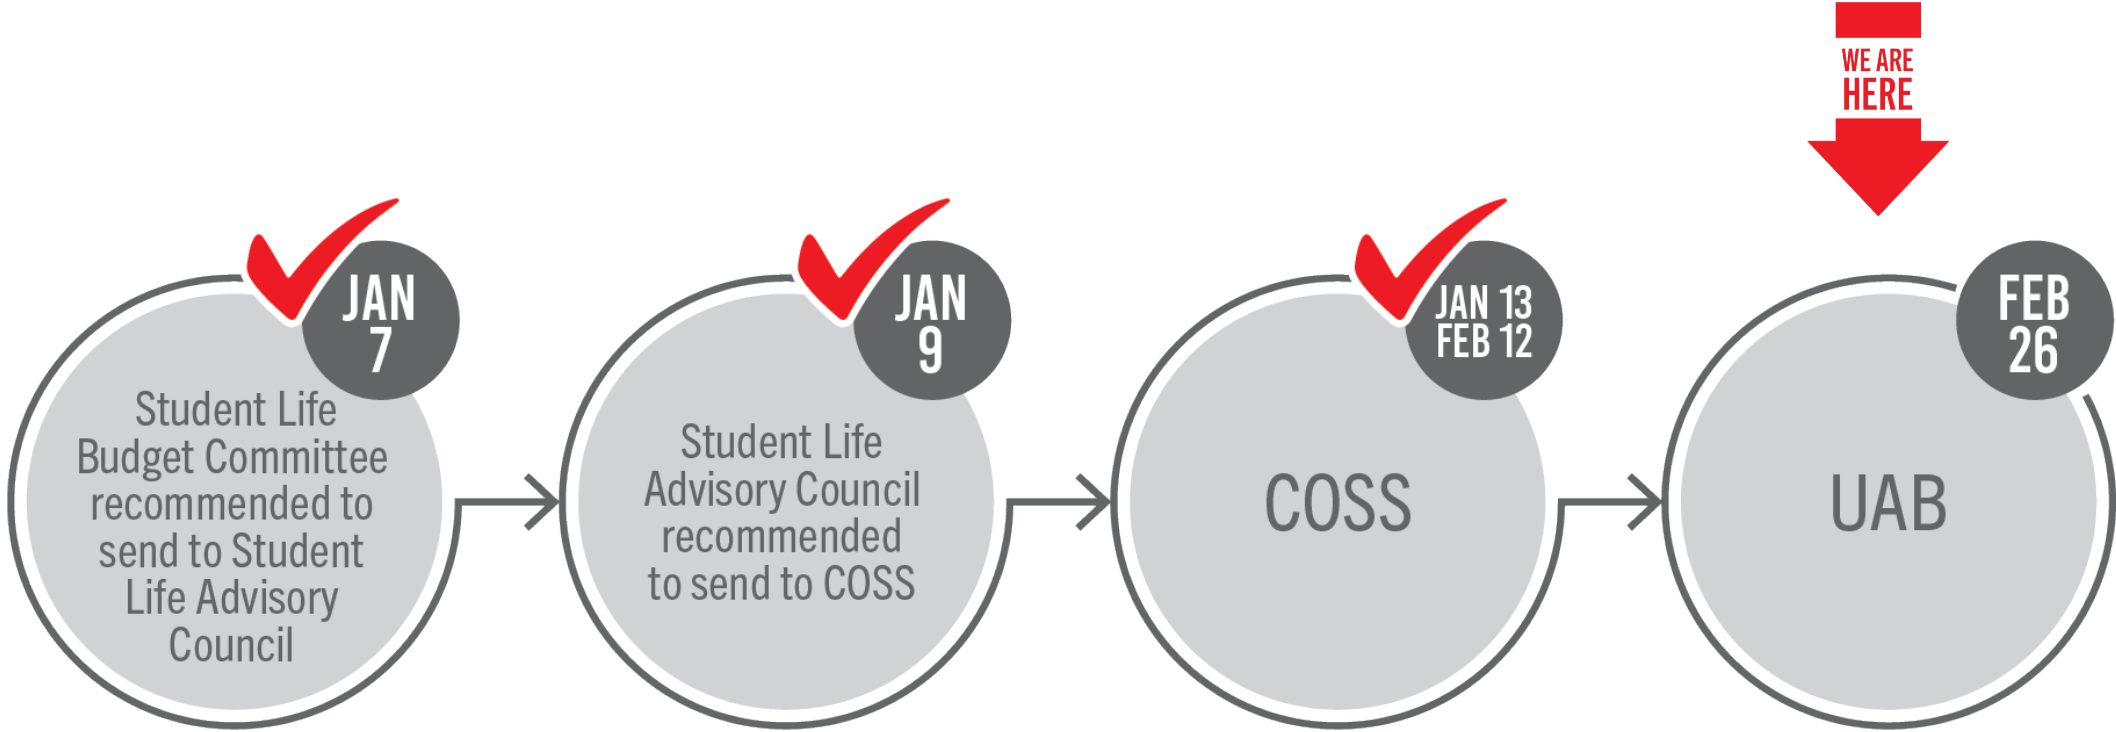 WE ARE
HERE
JAN
7
Student Life
Budget Committee
recommended to
send to Student
Life Advisory
Council
JAN
9
Student Life
Advisory Council
recommended
to send to COSS
JAN 13
FEB 12
COSS
FEB
26
UAB